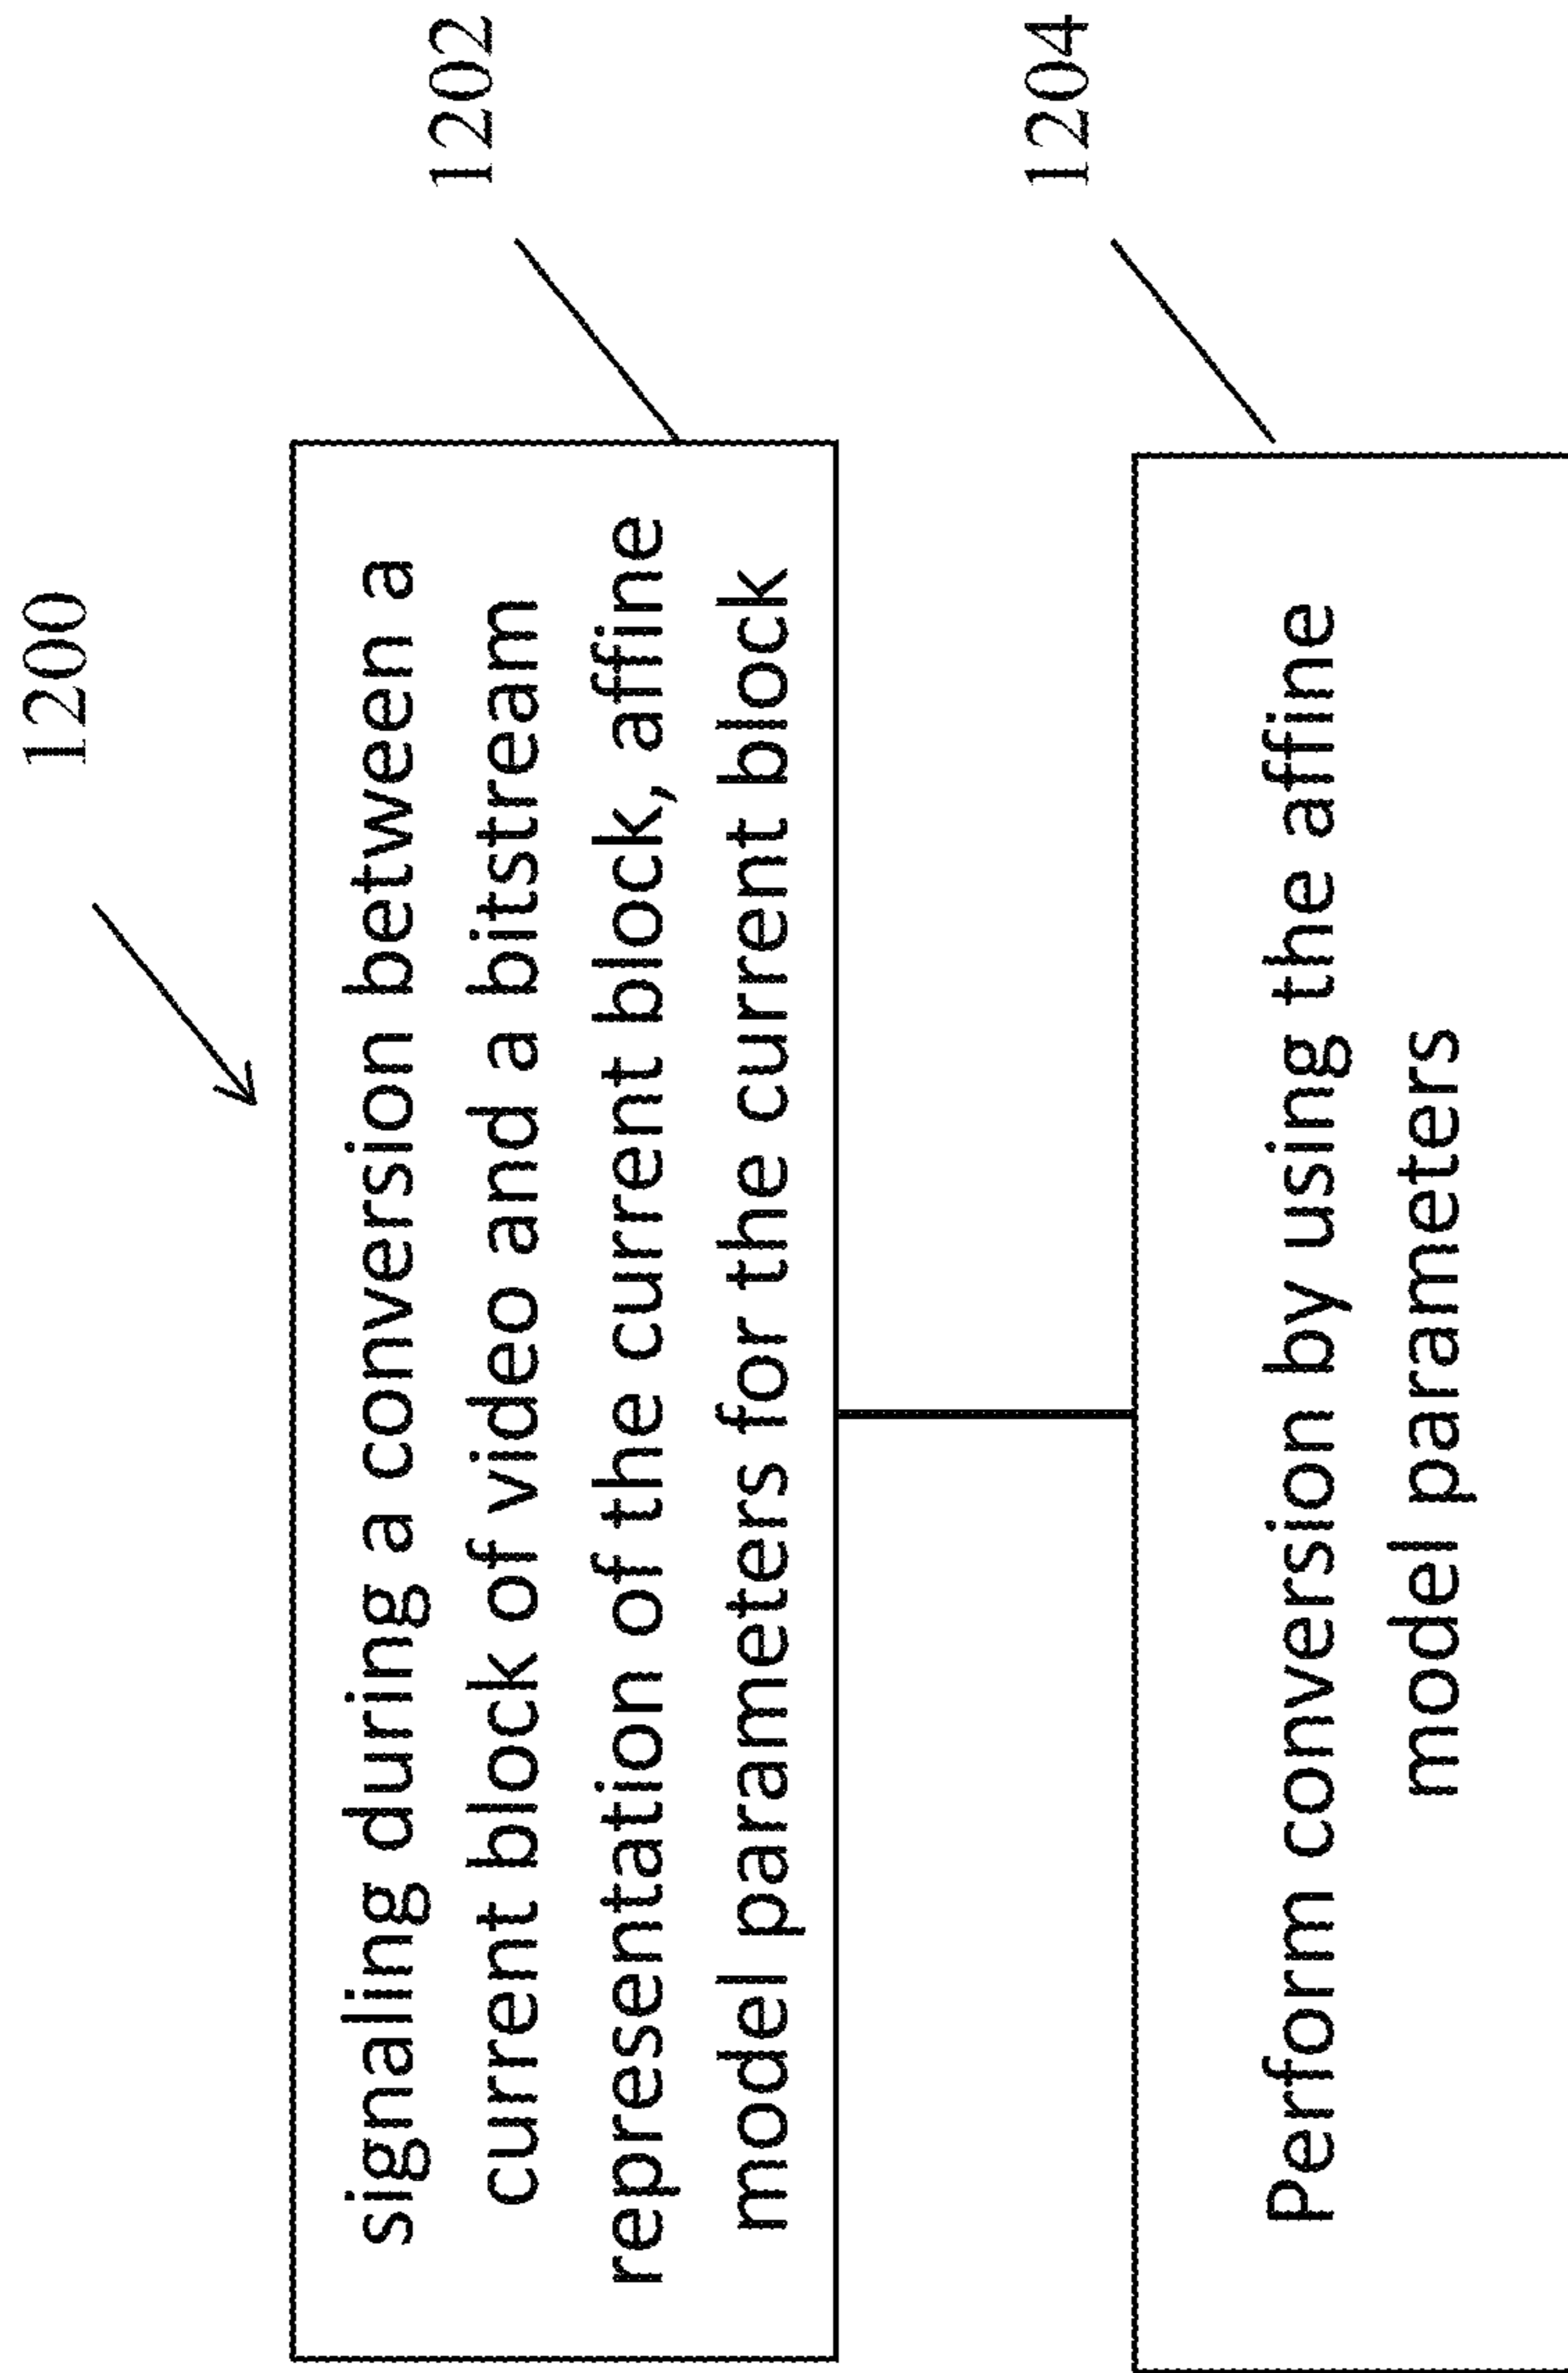 1200
signaling during a conversion between a
current block of video and a bitstream
representation of the current block, affine
model parameters for the current block
1202
Perform conversion by using the affine
model parameters
1204